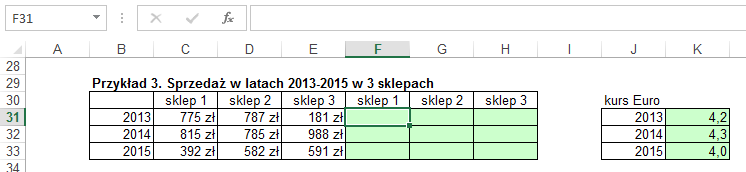 F31 fx
A B C D E F G H I J K
28
29 Przykład 3. Sprzedaż w latach 2013-2015 w 3 sklepach
30 sklep 1 sklep 2 sklep 3 sklep 1 sklep 2 sklep 3 kurs Euro
31 2013 775 zł 787 zł 181 zł 2013 4,2
32 2014 815 zł 785 zł 988 zł 2014 4,3
33 2015 392 zł 582 zł 591 zł 2015 4,0
34